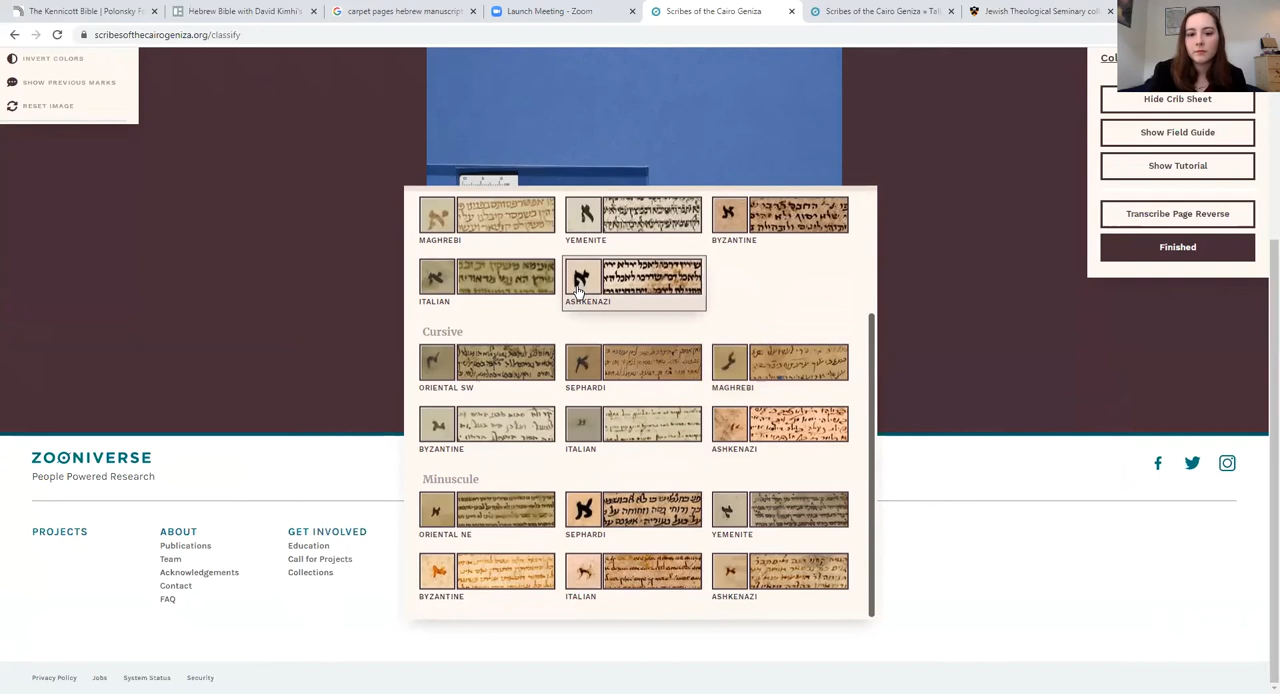 The Kennicott Bible | Polonsky Fo
Hebrew Bible with David Kimhi's
carpet pages hebrew manuscript
Launch Meeting - Zoom
Scribes of the Cairo Geniza
Scribes of the Cairo Geniza » Tal
Jewish Theological Seminary col
scribesofthecairogeniza.org/classify
INVERT COLORS
SHOW PREVIOUS MARKS
RESET IMAGE
Hide Crib Sheet
Show Field Guide
Show Tutorial
Transcribe Page Reverse
Finished
MAGHREBI YEMENITE BYZANTINE
ITALIAN ASHKENAZI
Cursive
ORIENTAL SW SEPHARDI MAGHREBI
BYZANTINE ITALIAN ASHKENAZI
Minuscule
ORIENTAL NE SEPHARDI YEMENITE
BYZANTINE ITALIAN ASHKENAZI
ZOONIVERSE
People Powered Research
PROJECTS
ABOUT
Publications
Team
Acknowledgements
Contact
FAQ
GET INVOLVED
Education
Call for Projects
Collections
Privacy Policy Jobs System Status Security